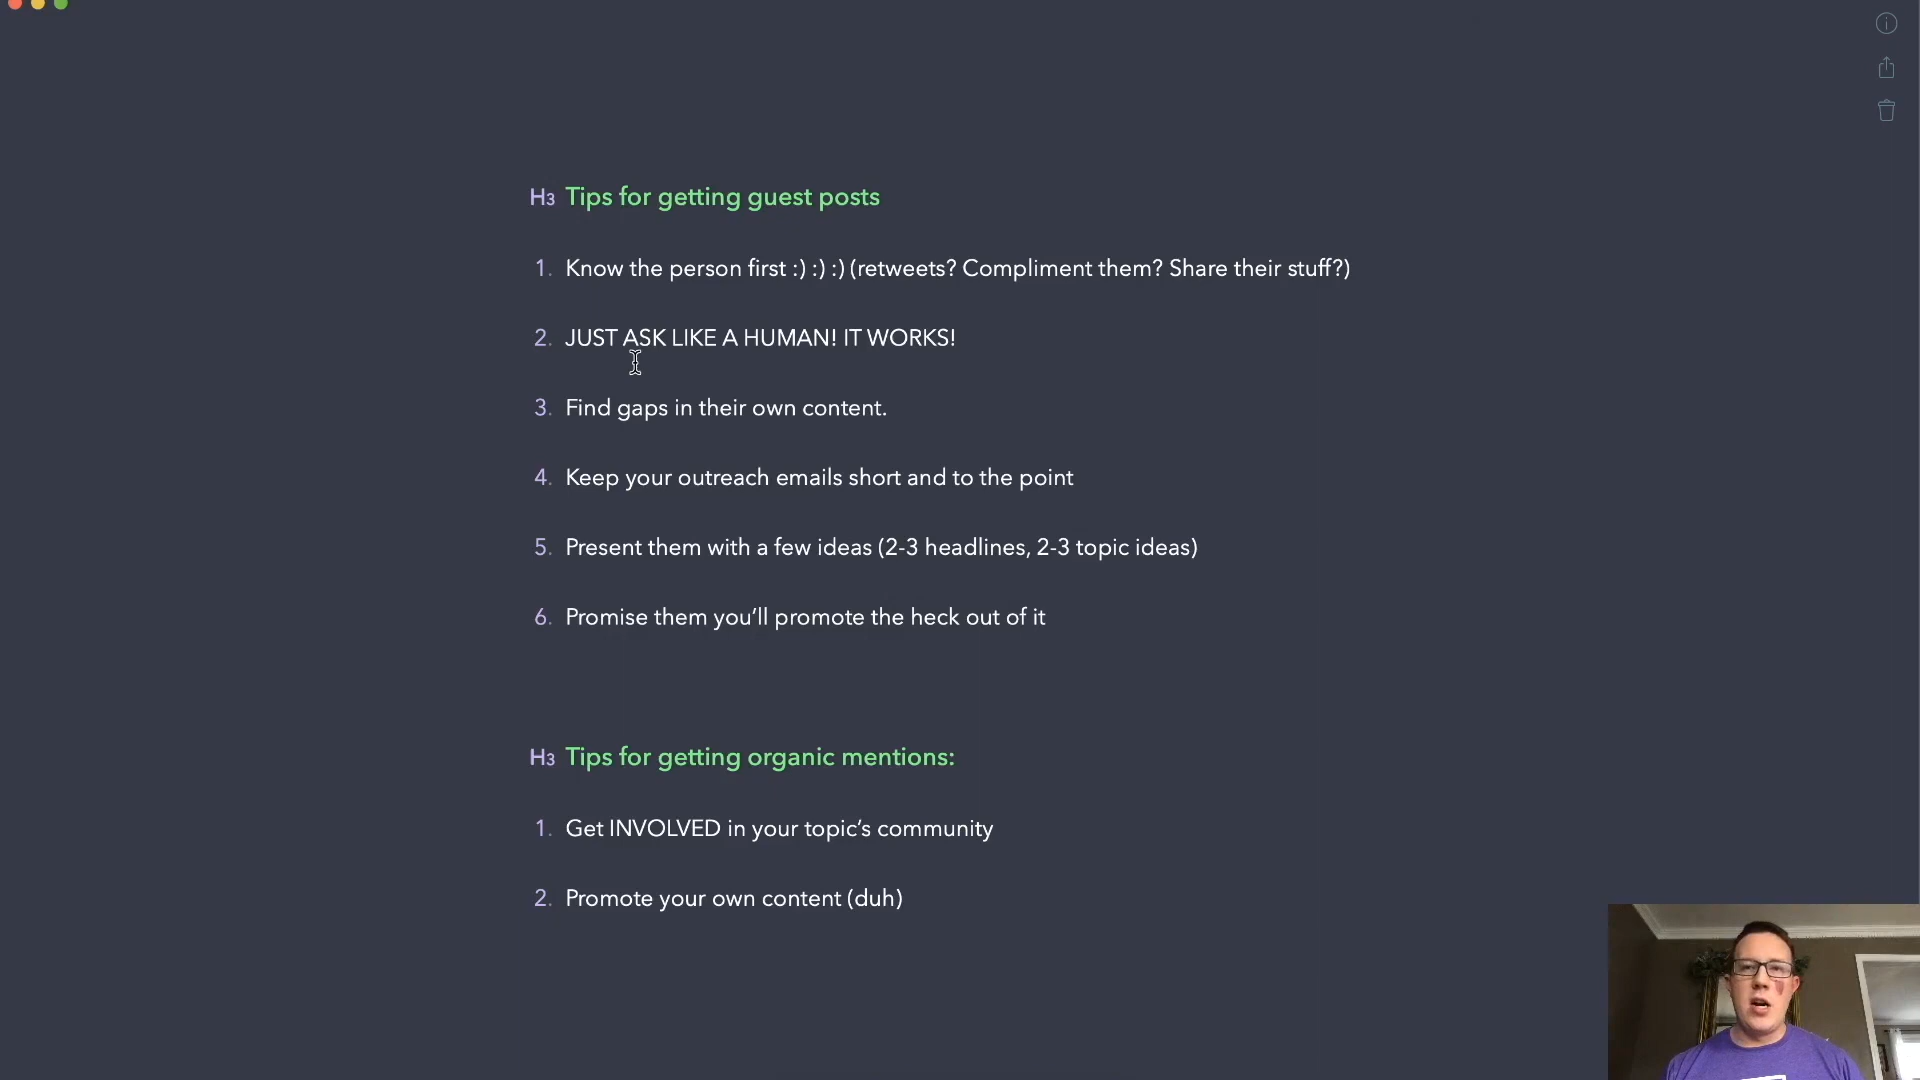 H3 Tips for getting guest posts
1. Know the person first :) :) :) (retweets? Compliment them? Share their stuff?)
2. JUST ASK LIKE A HUMAN! IT WORKS!
3. Find gaps in their own content.
4. Keep your outreach emails short and to the point
5. Present them with a few ideas (2-3 headlines, 2-3 topic ideas)
6. Promise them you’ll promote the heck out of it
H3 Tips for getting organic mentions:
1. Get INVOLVED in your topic’s community
2. Promote your own content (duh)